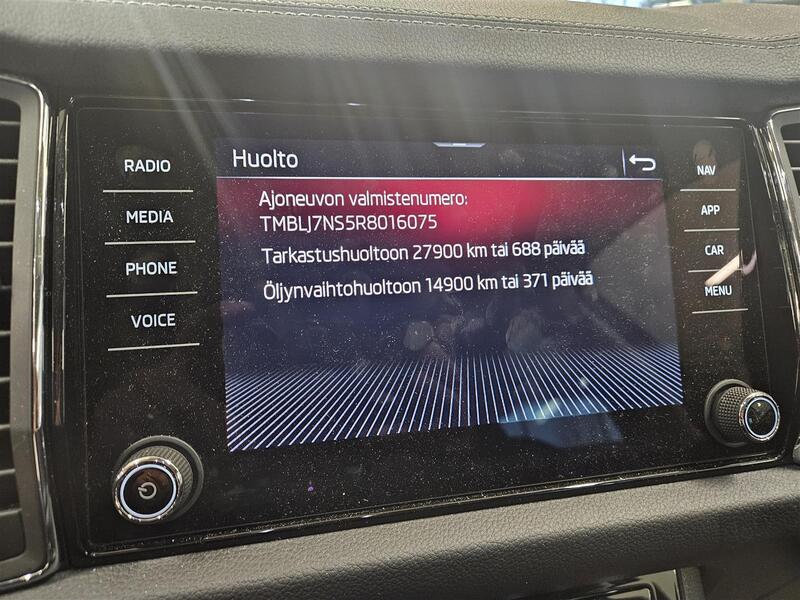 Huolto
RADIO
MEDIA
PHONE
VOICE
Ajoneuvon valmistenumero:
TMBLJ7NS5R8016075
Tarkastushuoltoon 27900 km tai 688 päivää
Öljynvaihtohuoltoon 14900 km tai 371 päivää
NAV
APP
CAR
MENU